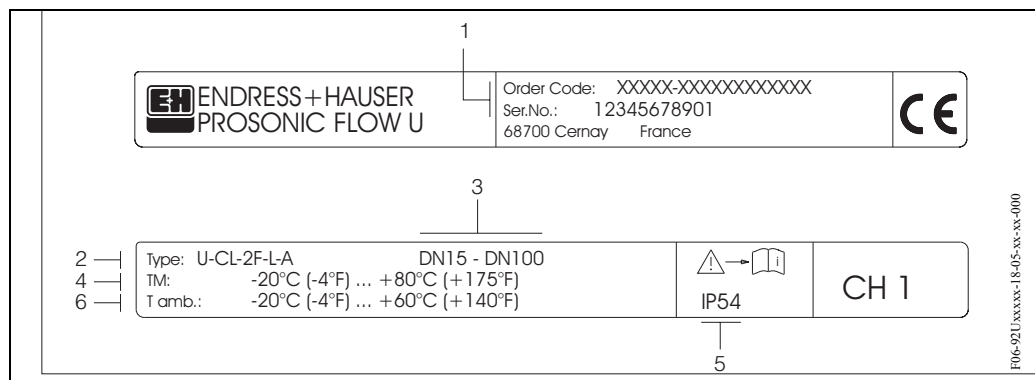 1
E+H
ENDRESS+HAUSER
PROSONIC FLOW U
Order Code: XXXXX-XXXXXXXXXXXX
Ser.No.: 12345678901
68700 Cernay France
CE
3
2
Type: U-CL-2F-L-A DN15 - DN100
4
TM: -20°C (-4°F) ... +80°C (+175°F)
6
T amb.: -20°C (-4°F) ... +60°C (+140°F)
i
IP54
CH 1
5
F06-92Uxxxxx-18-05-xx-xx-000